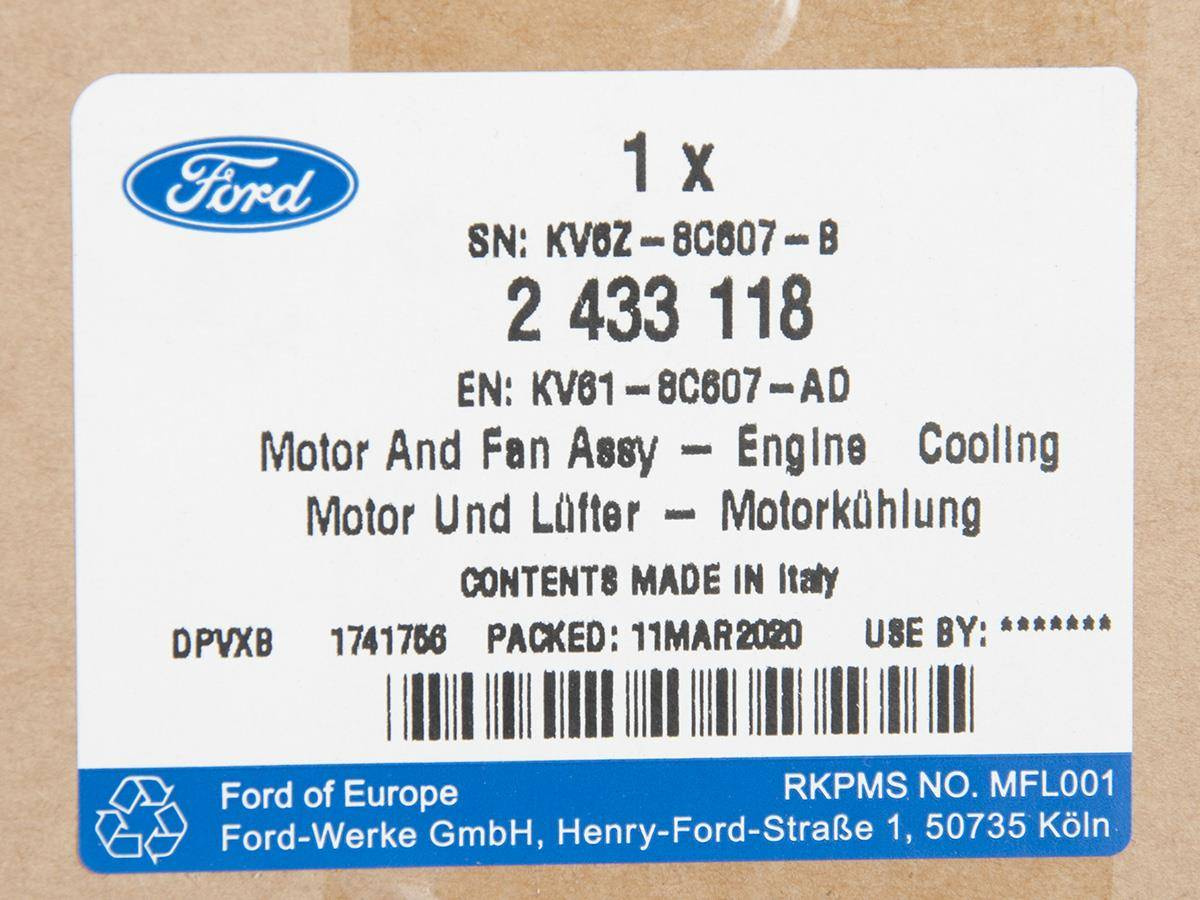 Ford
1 x
SN: KV6Z-8C607-B
2 433 118
EN: KV61-8C607-AD
Motor And Fan Assy - Engine Cooling
Motor Und Lüfter - Motorkühlung
CONTENTS MADE IN Italy
DPVXB 1741756 PACKED: 11MAR2020 USE BY: *******
Ford of Europe RKPMS NO. MFL001
Ford-Werke GmbH, Henry-Ford-Straße 1, 50735 Köln